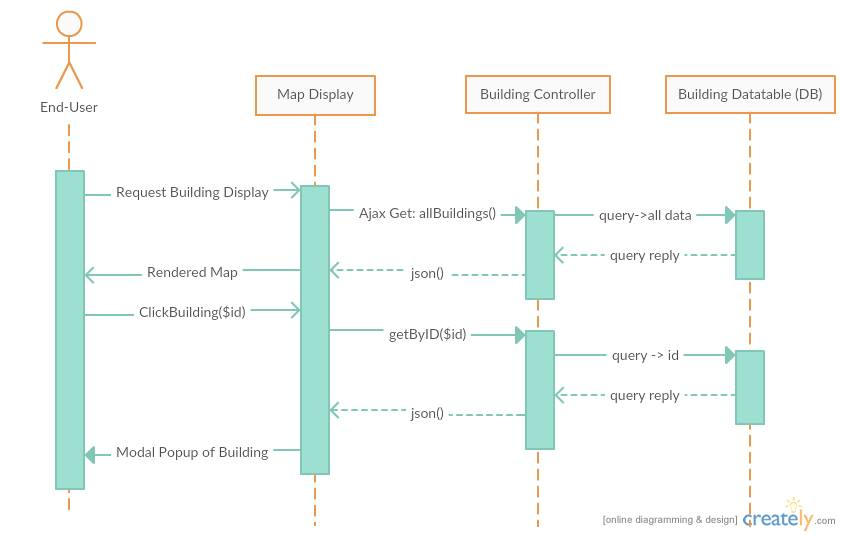 End-User
Map Display
Building Controller
Building Datatable (DB)
Request Building Display
Ajax Get: allBuildings()
query->all data
query reply
Rendered Map
json()
ClickBuilding($id)
getByID($id)
query -> id
query reply
json()
Modal Popup of Building
[online diagramming & design] creately.com